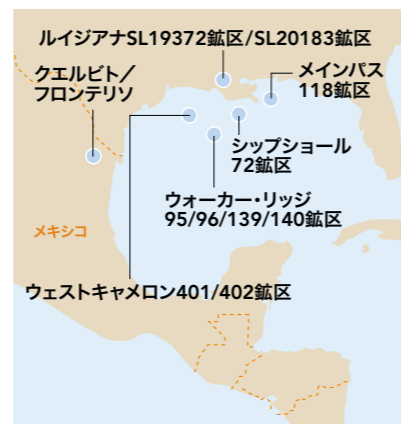 ルイジアナSL19372鉱区/SL20183鉱区
クエルビト／
フロンテリソ
メインパス
118鉱区
シップショール
72鉱区
ウォーカー・リッジ
95/96/139/140鉱区
メキシコ
ウェストキャメロン401/402鉱区